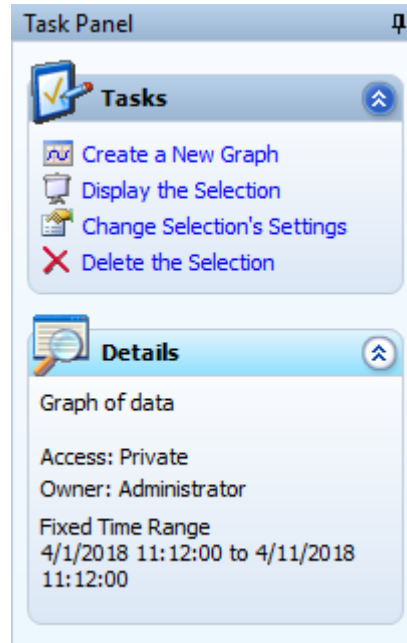 Task Panel
Tasks
Create a New Graph
Display the Selection
Change Selection's Settings
Delete the Selection
Details
Graph of data
Access: Private
Owner: Administrator
Fixed Time Range
4/1/2018 11:12:00 to 4/11/2018
11:12:00